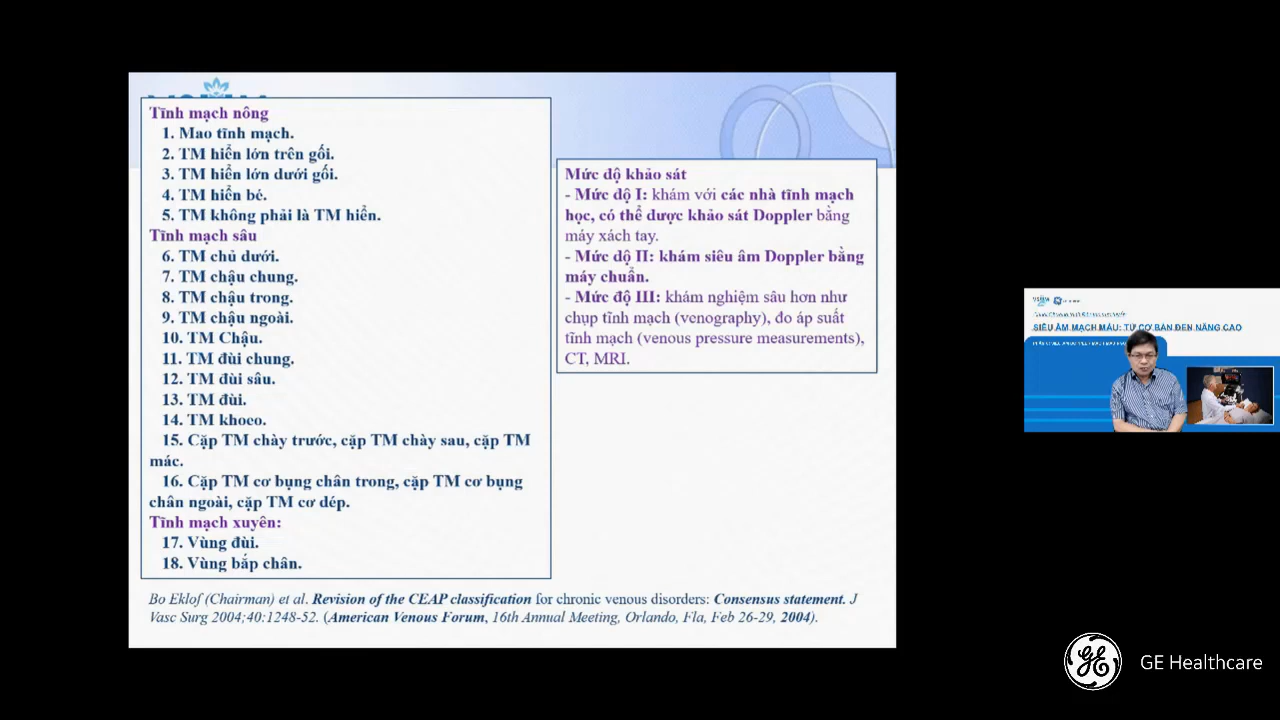 Tĩnh mạch nông
1. Mao tĩnh mạch.
2. TM hiển lớn trên gối.
3. TM hiển lớn dưới gối.
4. TM hiển bé.
5. TM không phải là TM hiển.
Tĩnh mạch sâu
6. TM chủ dưới.
7. TM chậu chung.
8. TM chậu trong.
9. TM chậu ngoài.
10. TM Chậu.
11. TM đùi chung.
12. TM đùi sâu.
13. TM đùi.
14. TM khoeo.
15. Cặp TM chày trước, cặp TM chày sau, cặp TM
mác.
16. Cặp TM cơ bụng chân trong, cặp TM cơ bụng
chân ngoài, cặp TM cơ dép.
Tĩnh mạch xuyên:
17. Vùng đùi.
18. Vùng bắp chân.
Mức độ khảo sát
- Mức độ I: khám với các nhà tĩnh mạch
học, có thể được khảo sát Doppler bằng
máy xách tay.
- Mức độ II: khám siêu âm Doppler bằng
máy chuẩn.
- Mức độ III: khám nghiệm sâu hơn như
chụp tĩnh mạch (venography), đo áp suất
tĩnh mạch (venous pressure measurements),
CT, MRI.
Bo Eklof (Chairman) et al. Revision of the CEAP classification for chronic venous disorders: Consensus statement. J
Vasc Surg 2004;40:1248-52. (American Venous Forum, 16th Annual Meeting, Orlando, Fla, Feb 26-29, 2004).
SIÊU ÂM MẠCH MÁU: TỪ CƠ BẢN ĐẾN NÂNG CAO
GE Healthcare